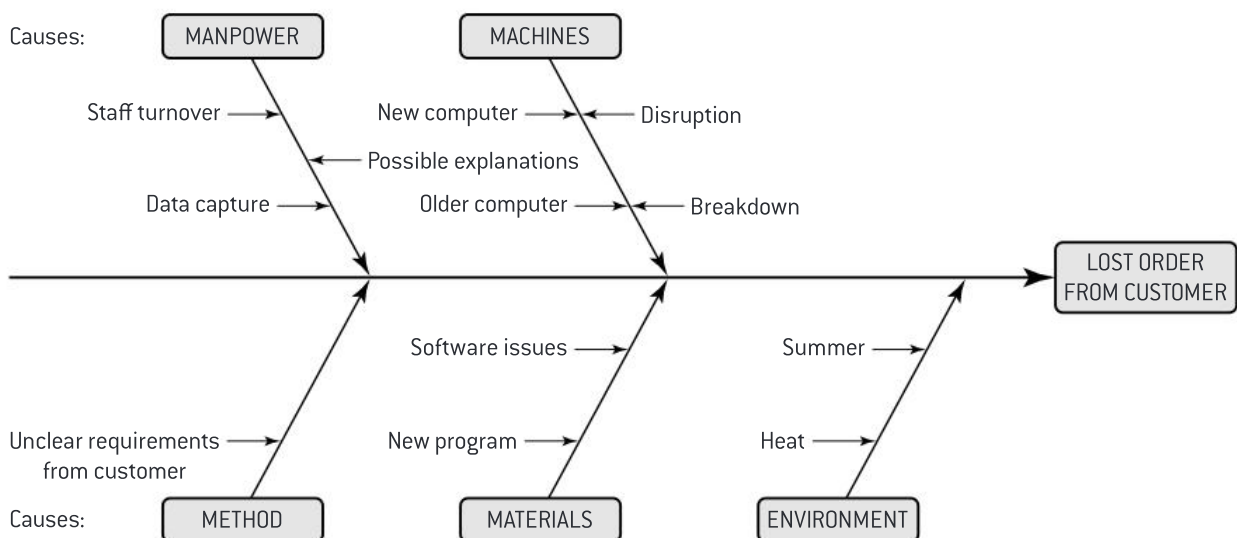 Causes:
MANPOWER
MACHINES
Staff turnover
New computer
Disruption
Possible explanations
Data capture
Older computer
Breakdown
LOST ORDER
FROM CUSTOMER
Software issues
Summer
Unclear requirements
from customer
New program
Heat
Causes:
METHOD
MATERIALS
ENVIRONMENT